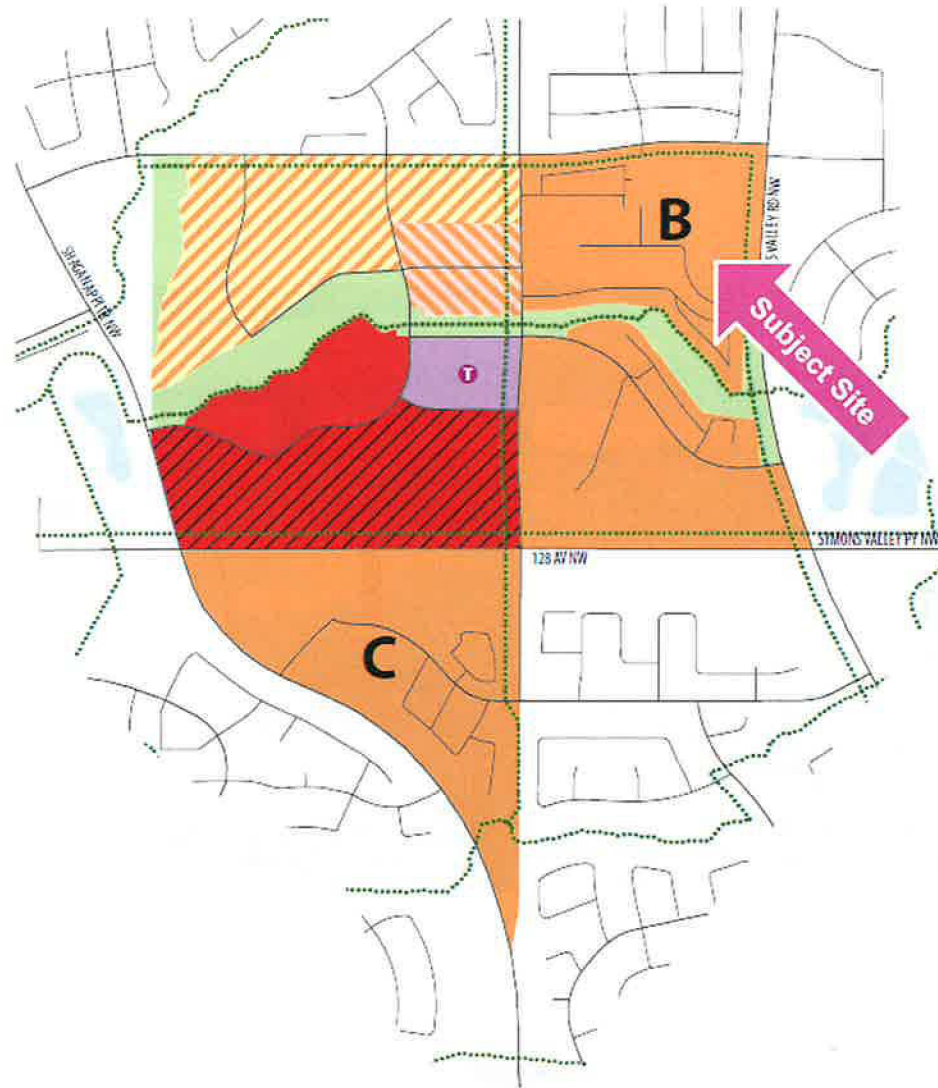 B
S VALLEY RD NW
SHAGANAPPI TR NW
Subject Site
T
SYMONS VALLEY PY NW
128 AV NW
C